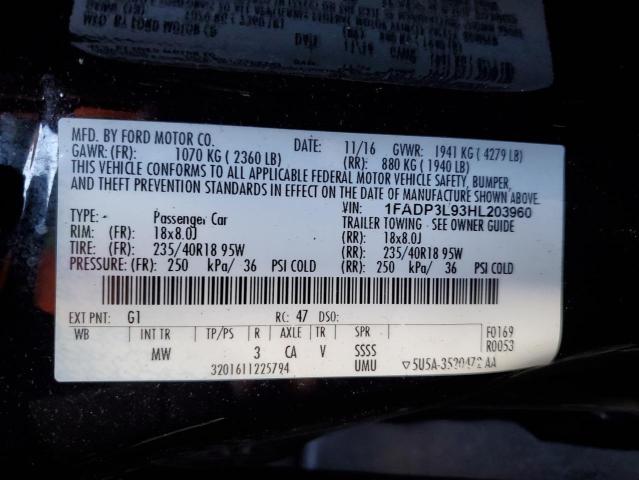 MFD. BY FORD MOTOR CO.
DATE: 11/16 GVWR: 1941 KG ( 4279 LB)
GAWR: (FR): 1070 KG ( 2360 LB) (RR): 880 KG ( 1940 LB)
THIS VEHICLE CONFORMS TO ALL APPLICABLE FEDERAL MOTOR VEHICLE SAFETY, BUMPER,
AND THEFT PREVENTION STANDARDS IN EFFECT ON THE DATE OF MANUFACTURE SHOWN ABOVE.
VIN: 1FADP3L93HL203960
TYPE: Passenger Car TRAILER TOWING - SEE OWNER GUIDE
RIM: (FR): 18x8.0J (RR): 18x8.0J
TIRE: (FR): 235/40R18 95W (RR): 235/40R18 95W
PRESSURE: (FR): 250 kPa/ 36 PSI COLD (RR): 250 kPa/ 36 PSI COLD
EXT PNT: G1 RC: 47 DSO:
WB INT TR TP/PS R AXLE TR SPR F0169
R0053
MW 3 CA V SSSS
3201611225794 UMU ▽5U5A-3520472 AA